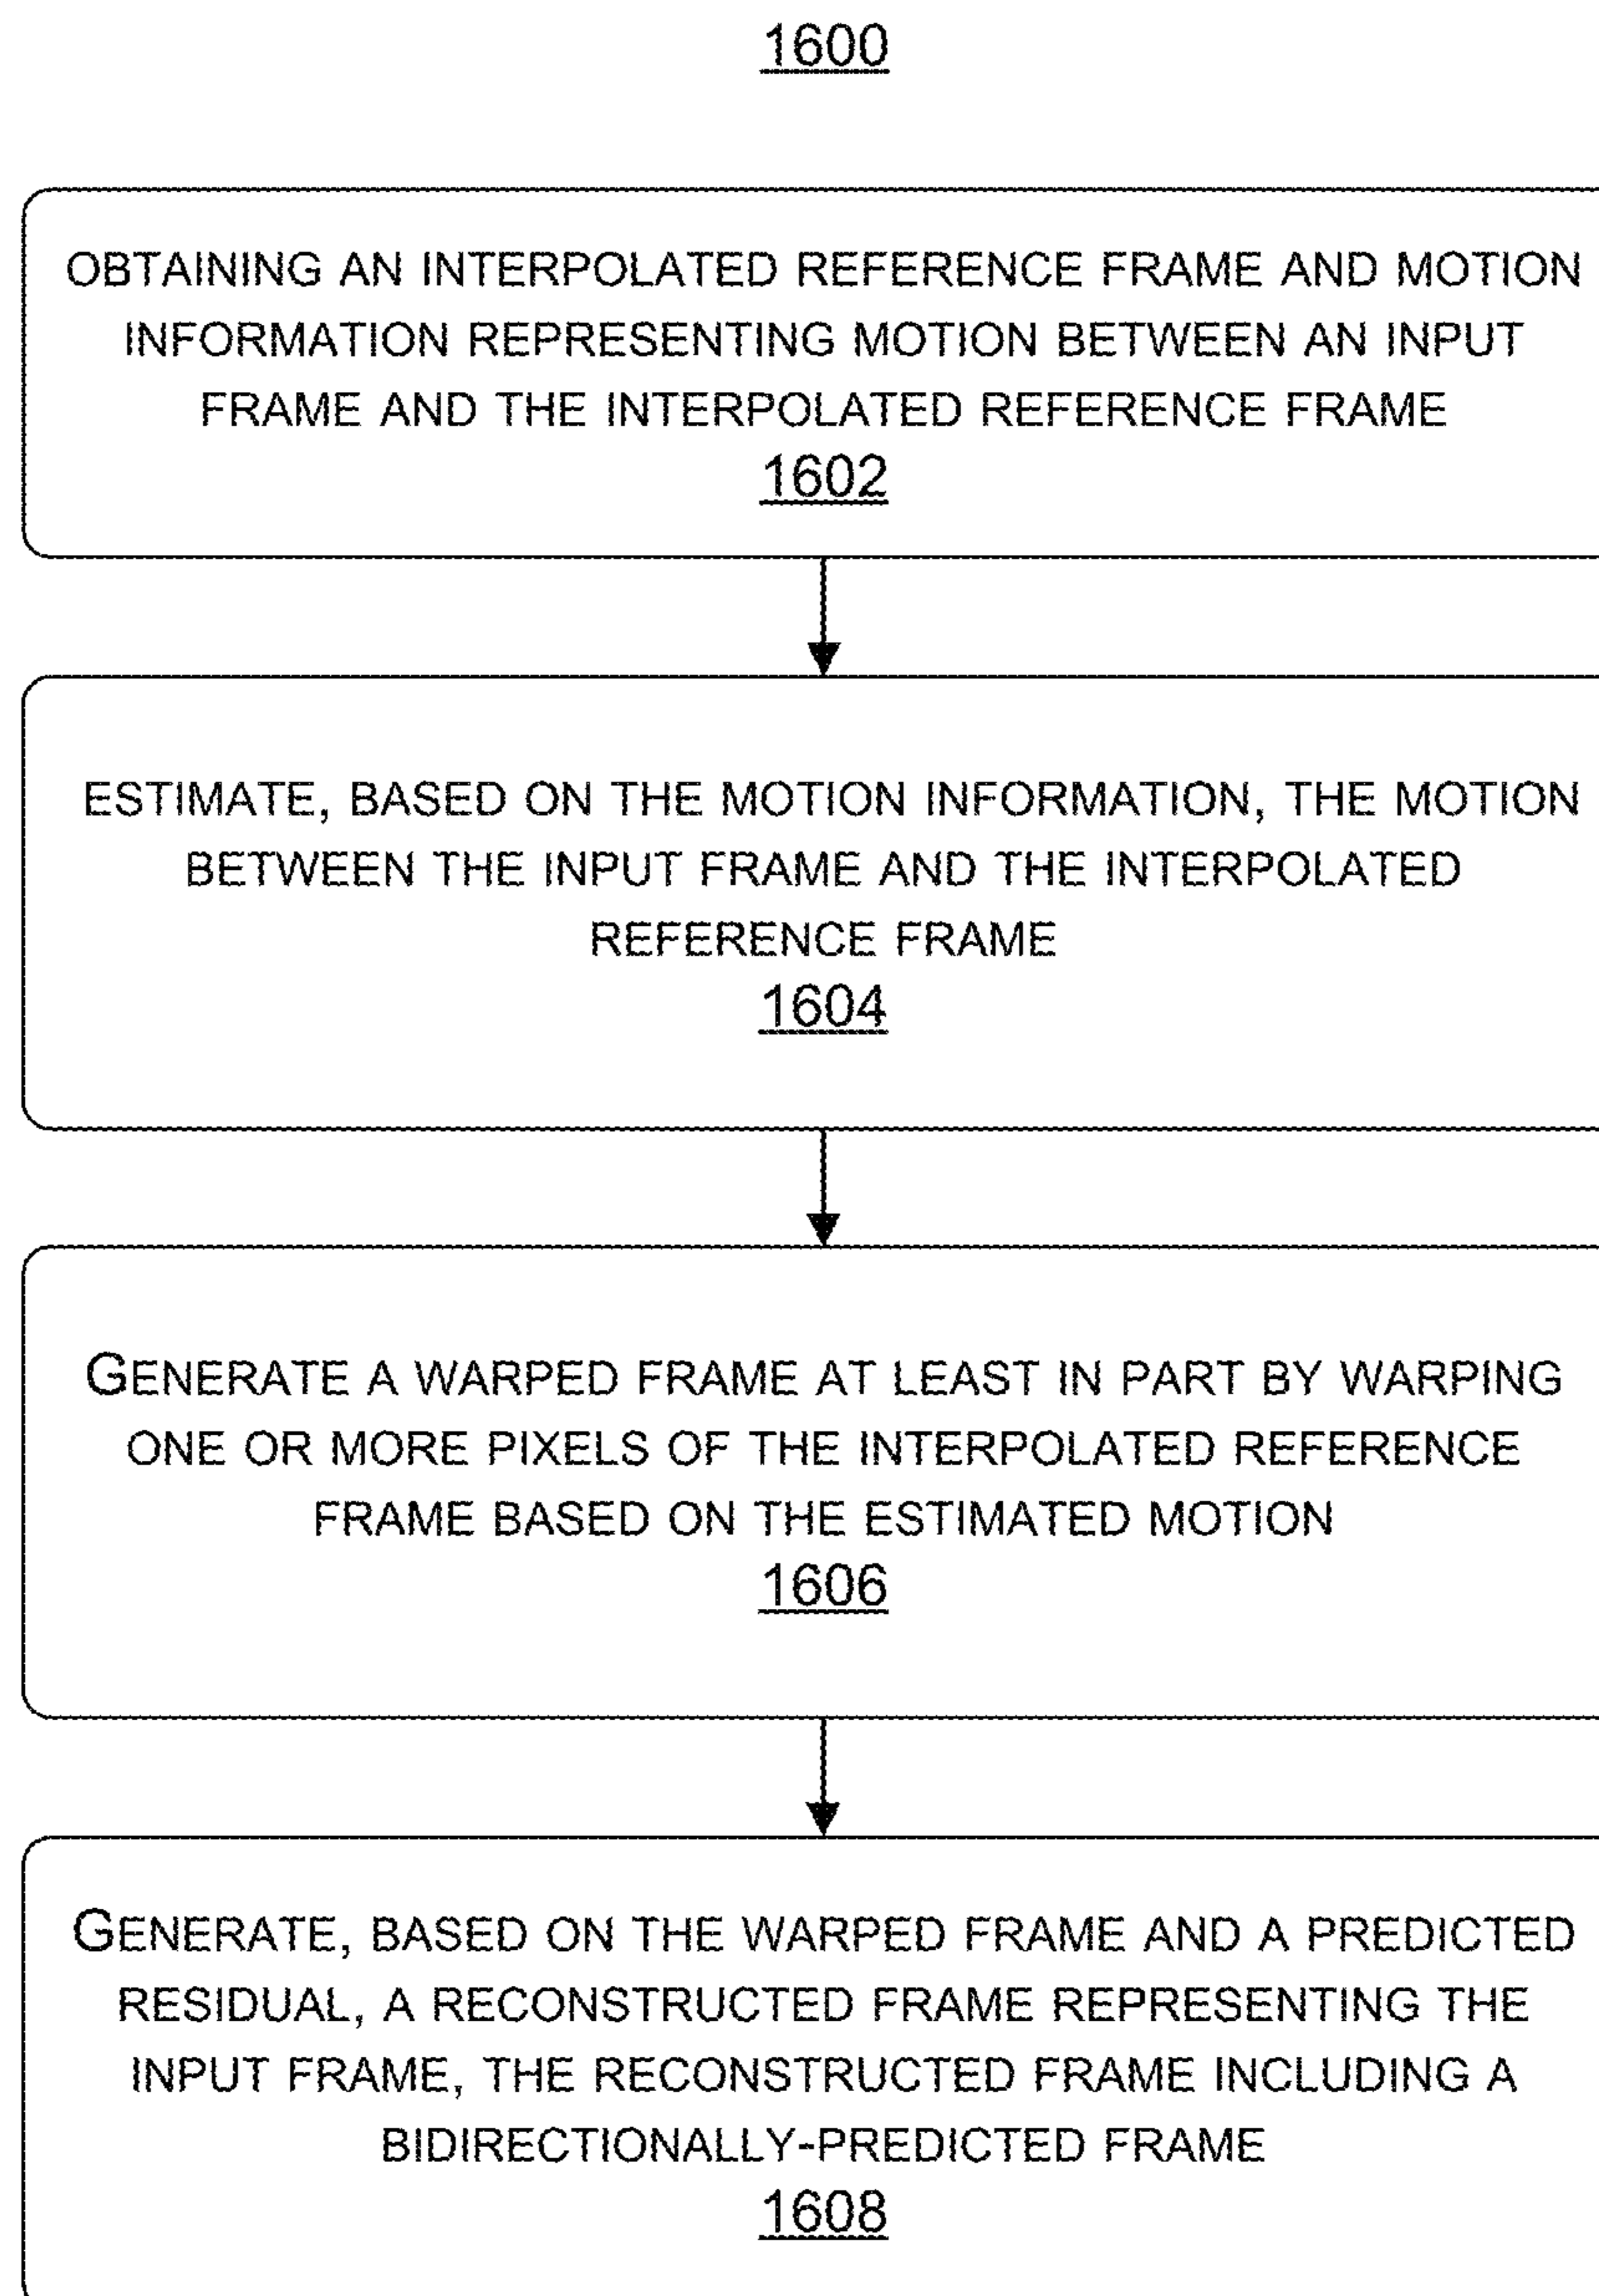 1600
OBTAINING AN INTERPOLATED REFERENCE FRAME AND MOTION
INFORMATION REPRESENTING MOTION BETWEEN AN INPUT
FRAME AND THE INTERPOLATED REFERENCE FRAME
1602
ESTIMATE, BASED ON THE MOTION INFORMATION, THE MOTION
BETWEEN THE INPUT FRAME AND THE INTERPOLATED
REFERENCE FRAME
1604
GENERATE A WARPED FRAME AT LEAST IN PART BY WARPING
ONE OR MORE PIXELS OF THE INTERPOLATED REFERENCE
FRAME BASED ON THE ESTIMATED MOTION
1606
GENERATE, BASED ON THE WARPED FRAME AND A PREDICTED
RESIDUAL, A RECONSTRUCTED FRAME REPRESENTING THE
INPUT FRAME, THE RECONSTRUCTED FRAME INCLUDING A
BIDIRECTIONALLY-PREDICTED FRAME
1608